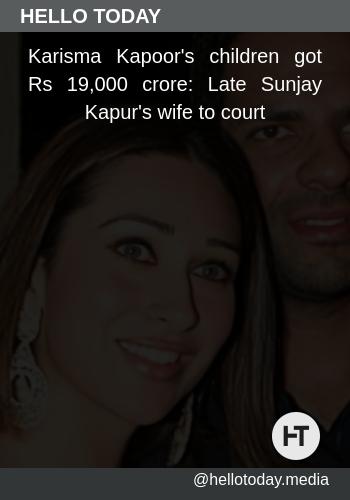 HELLO TODAY
Karisma Kapoor's children got
Rs 19,000 crore: Late Sunjay
Kapur's wife to court
HT
@hellotoday.media